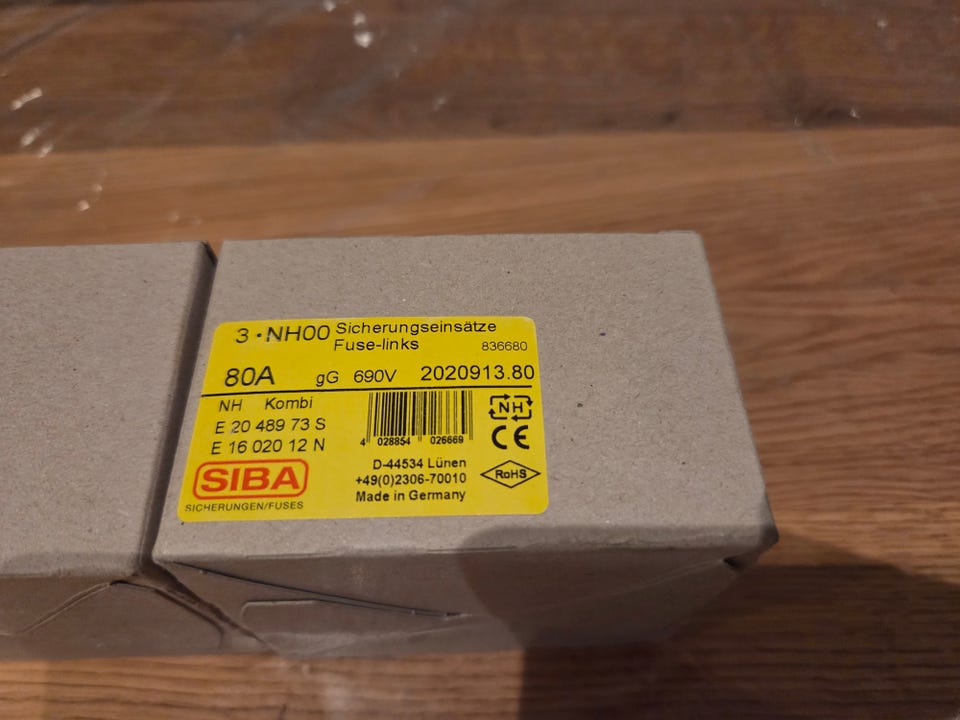 3 · NH00 Sicherungseinsätze
Fuse-links 836680
80A gG 690V 2020913.80
NH Kombi
E 20 489 73 S
E 16 020 12 N
4 028854 026669
NH
CE
SIBA
SICHERUNGEN/FUSES
D-44534 Lünen
+49(0)2306-70010
Made in Germany
RoHS